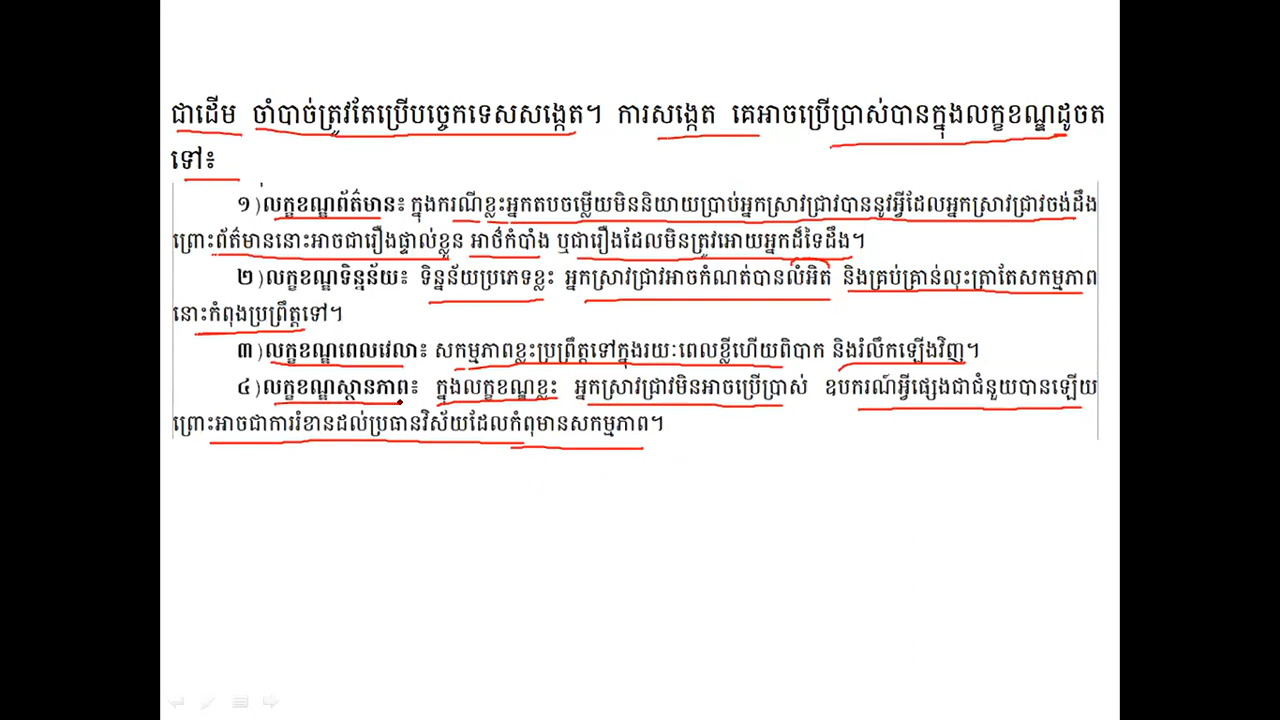 ជាដើម ចាំបាច់ត្រូវតែប្រើបច្ចេកទេសសង្កេត។ ការសង្កេត គេអាចប្រើប្រាស់បានក្នុងលក្ខខណ្ឌដូចត
ទៅ៖
១)លក្ខខណ្ឌព័ត៌មាន៖ ក្នុងករណីខ្លះអ្នកតបចម្លើយមិននិយាយប្រាប់អ្នកស្រាវជ្រាវបាននូវអ្វីដែលអ្នកស្រាវជ្រាវចង់ដឹង
ព្រោះព័ត៌មាននោះអាចជារឿងផ្ទាល់ខ្លួន អាថ៌កំបាំង ឬជារឿងដែលមិនត្រូវអោយអ្នកដ៏ទៃដឹង។
២)លក្ខខណ្ឌទិន្នន័យ៖ ទិន្នន័យប្រភេទខ្លះ អ្នកស្រាវជ្រាវអាចកំណត់បានលំអិត និងគ្រប់គ្រាន់លុះត្រាតែសកម្មភាព
នោះកំពុងប្រព្រឹត្តទៅ។
៣)លក្ខខណ្ឌពេលវេលា៖ សកម្មភាពខ្លះប្រព្រឹត្តទៅក្នុងរយៈពេលខ្លីហើយពិបាក និងរំលឹកឡើងវិញ។
៤)លក្ខខណ្ឌស្ថានភាព៖ ក្នុងលក្ខខណ្ឌខ្លះ អ្នកស្រាវជ្រាវមិនអាចប្រើប្រាស់ ឧបករណ៍អ្វីផ្សេងជាជំនួយបានឡើយ
ព្រោះអាចជាការរំខានដល់ប្រធានវិស័យដែលកំពុមានសកម្មភាព។